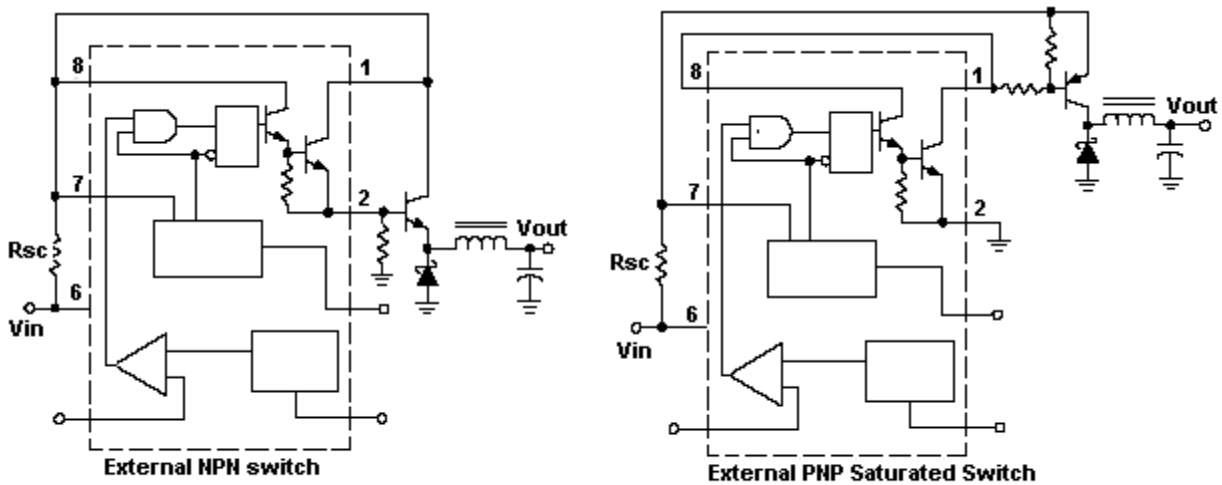 8
1
7
2
Rsc
Vout
6
Vin
External NPN switch
8
1
Vout
7
2
Rsc
6
Vin
External PNP Saturated Switch